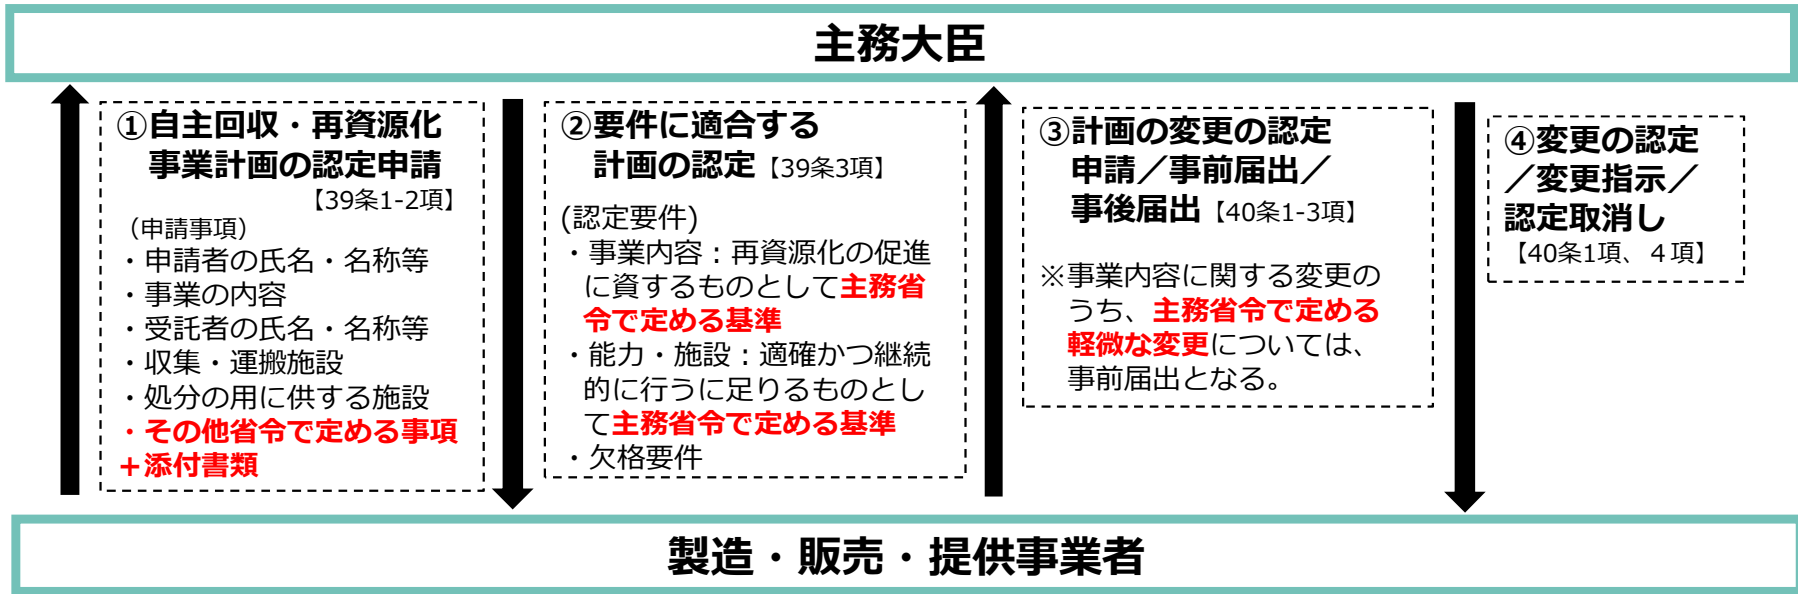 主務大臣
①自主回収・再資源化
事業計画の認定申請
【39条1-2項】
（申請事項）
・申請者の氏名・名称等
・事業の内容
・受託者の氏名・名称等
・収集・運搬施設
・処分の用に供する施設
・その他省令で定める事項
＋添付書類
②要件に適合する
計画の認定【39条3項】
(認定要件)
・事業内容：再資源化の促進
に資するものとして主務省
令で定める基準
・能力・施設：適確かつ継続
的に行うに足りるものとし
て主務省令で定める基準
・欠格要件
③計画の変更の認定
申請／事前届出／
事後届出【40条1-3項】
※事業内容に関する変更の
うち、主務省令で定める
軽微な変更については、
事前届出となる。
④変更の認定
／変更指示／
認定取消し
【40条1項、４項】
製造・販売・提供事業者